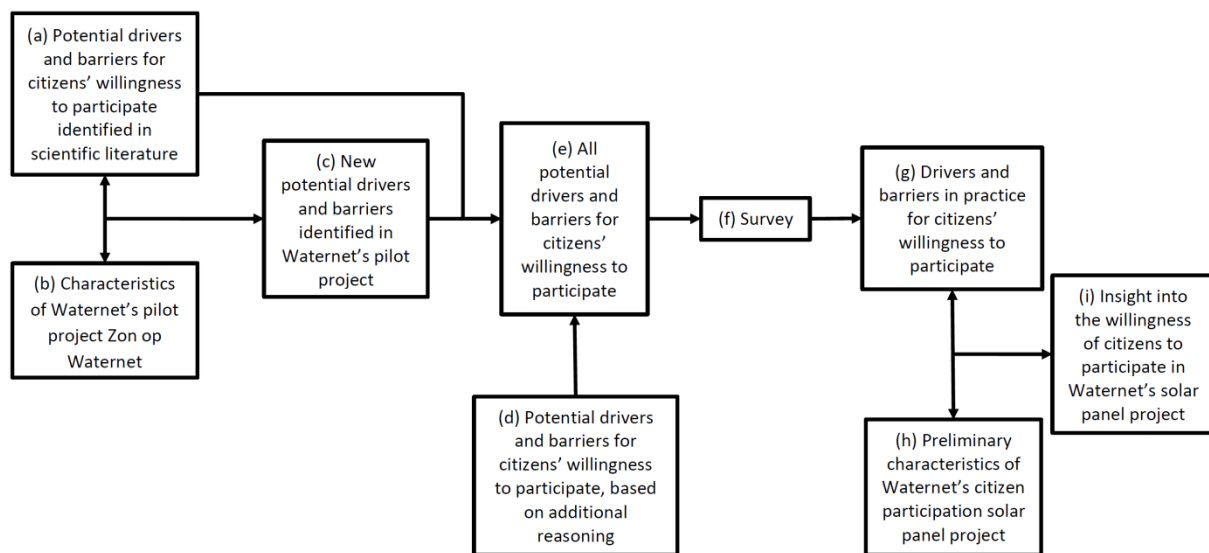 (a) Potential drivers
and barriers for
citizens’ willingness
to participate
identified in
scientific literature
(b) Characteristics
of Waternet’s pilot
project Zon op
Waternet
(c) New
potential drivers
and barriers
identified in
Waternet’s pilot
project
(d) Potential drivers
and barriers for
citizens’ willingness
to participate, based
on additional
reasoning
(e) All
potential
drivers and
barriers for
citizens’
willingness to
participate
(f) Survey
(g) Drivers and
barriers in practice
for citizens’
willingness to
participate
(h) Preliminary
characteristics of
Waternet’s citizen
participation solar
panel project
(i) Insight into
the willingness
of citizens to
participate in
Waternet’s solar
panel project